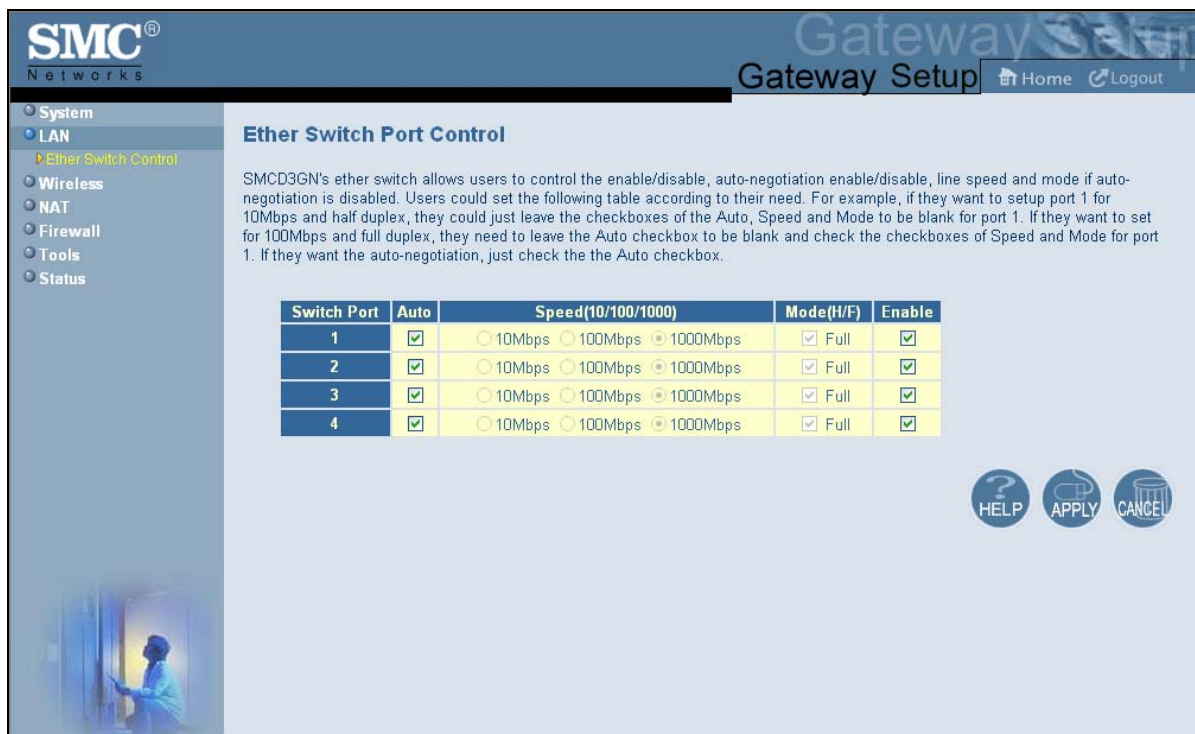 SMC®
Networks
Gateway Setup
Gateway Setup
Home Logout
System
LAN
Ether Switch Control
Wireless
NAT
Firewall
Tools
Status
Ether Switch Port Control
SMCD3GN's ether switch allows users to control the enable/disable, auto-negotiation enable/disable, line speed and mode if auto-
negotiation is disabled. Users could set the following table according to their need. For example, if they want to setup port 1 for
10Mbps and half duplex, they could just leave the checkboxes of the Auto, Speed and Mode to be blank for port 1. If they want to set
for 100Mbps and full duplex, they need to leave the Auto checkbox to be blank and check the checkboxes of Speed and Mode for port
1. If they want the auto-negotiation, just check the the Auto checkbox.
Switch Port Auto Speed(10/100/1000) Mode(H/F) Enable
1 10Mbps 100Mbps 1000Mbps Full
2 10Mbps 100Mbps 1000Mbps Full
3 10Mbps 100Mbps 1000Mbps Full
4 10Mbps 100Mbps 1000Mbps Full
HELP APPLY CANCEL